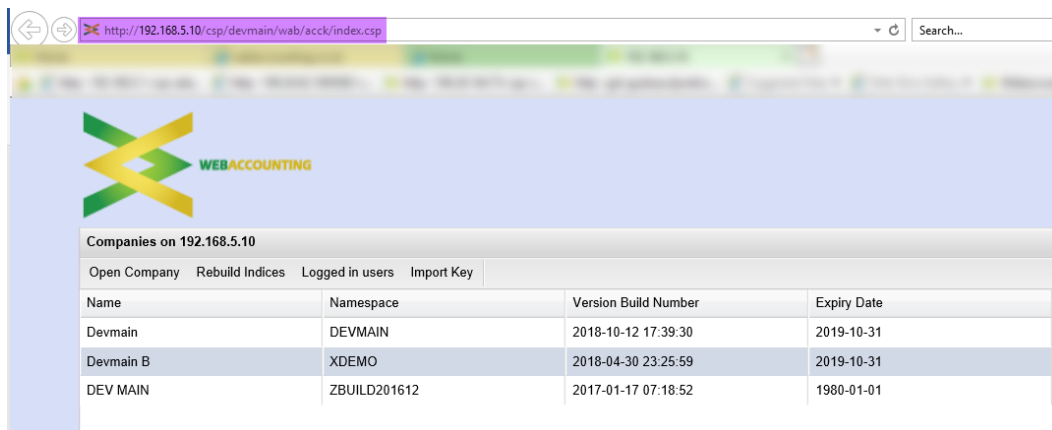 http://192.168.5.10/csp/devmain/wab/acck/index.csp Search...
WEBACCOUNTING
Companies on 192.168.5.10
Open Company Rebuild Indices Logged in users Import Key
Name Namespace Version Build Number Expiry Date
Devmain DEVMAIN 2018-10-12 17:39:30 2019-10-31
Devmain B XDEMO 2018-04-30 23:25:59 2019-10-31
DEV MAIN ZBUILD201612 2017-01-17 07:18:52 1980-01-01